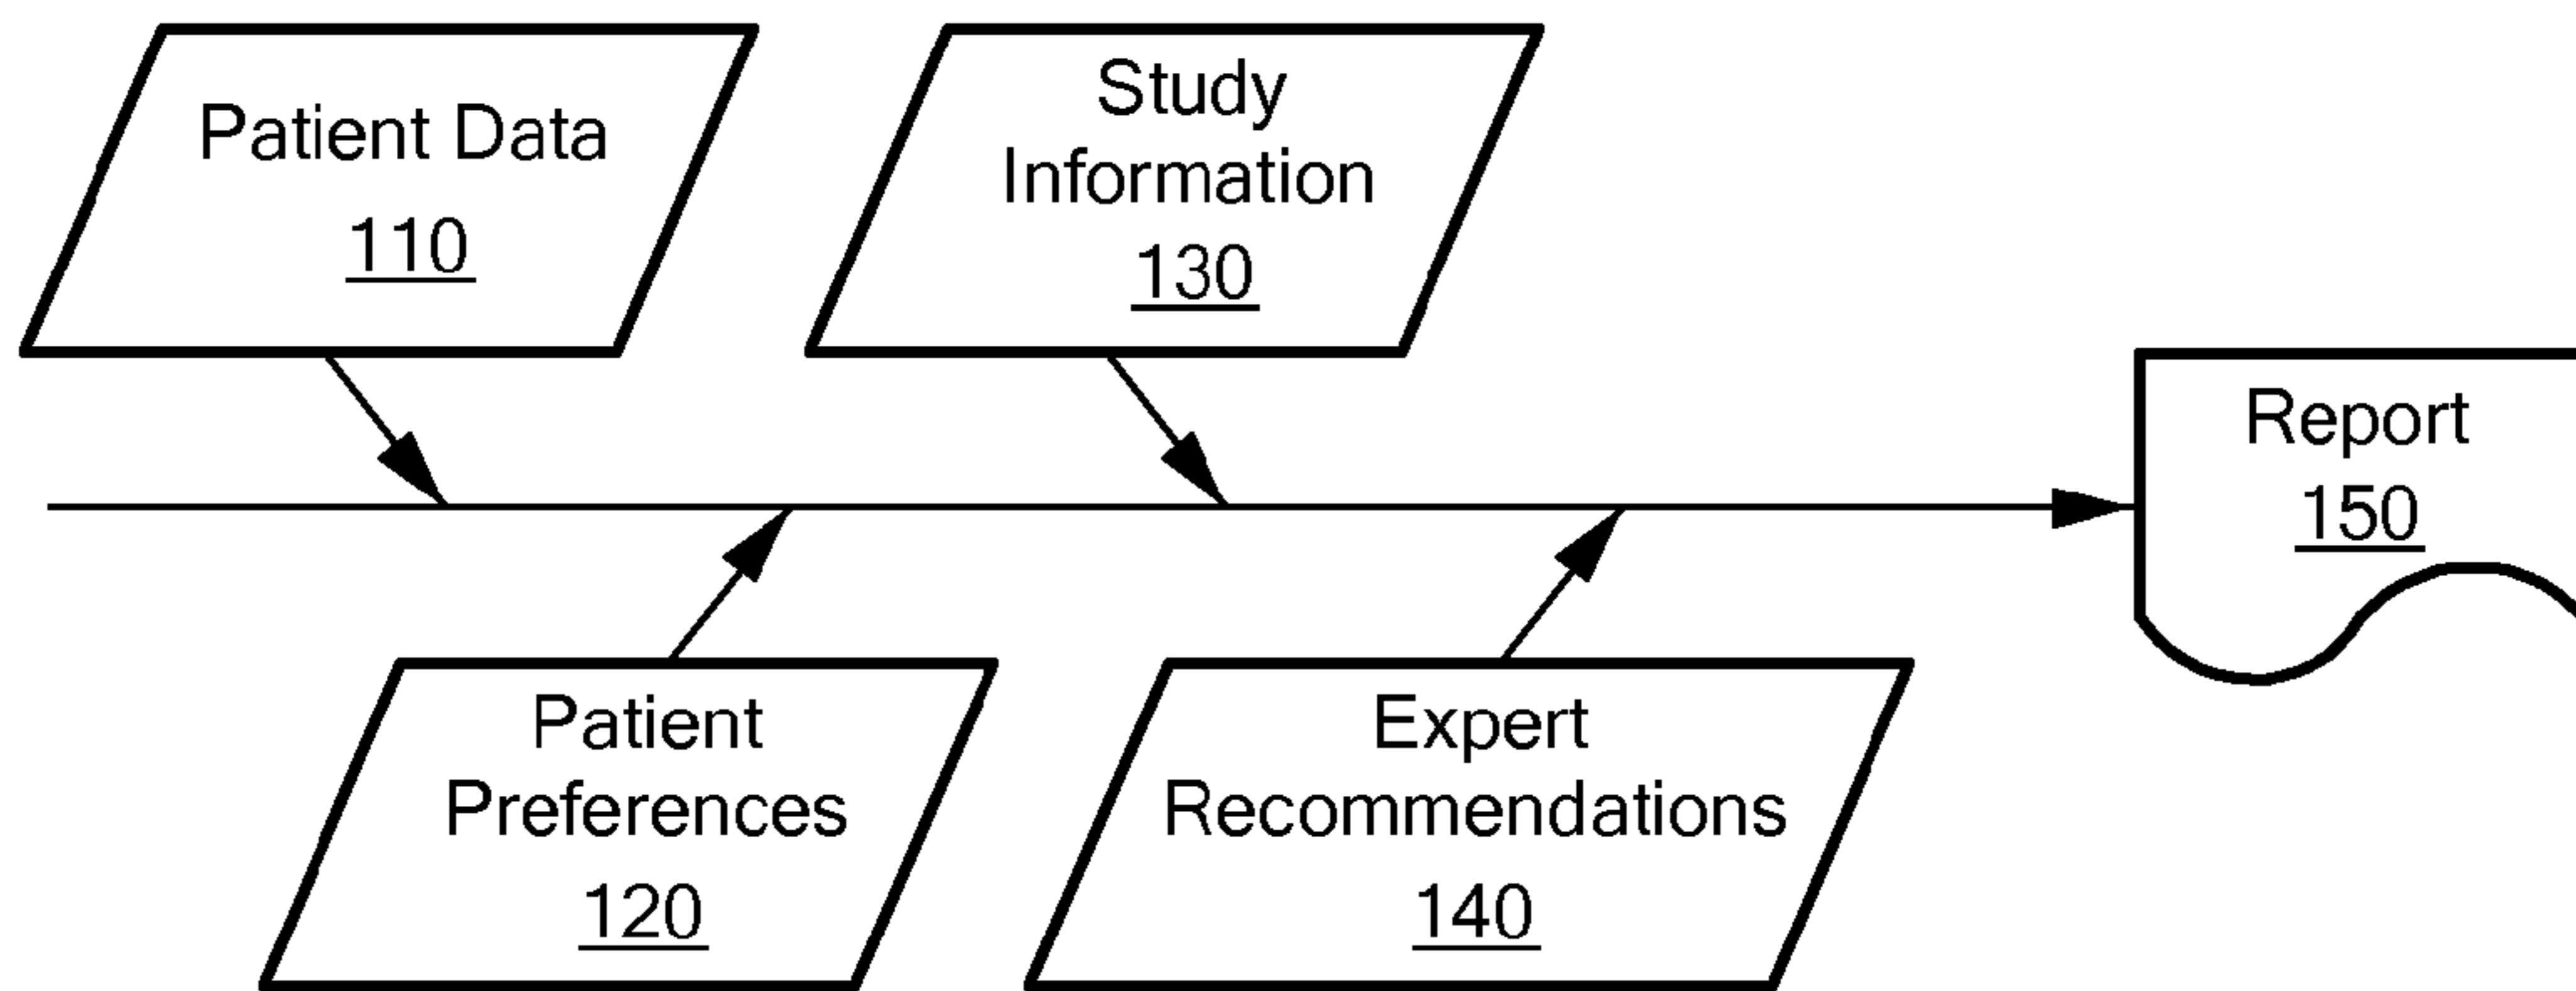 Patient Data
110
Study
Information
130
Report
150
Patient
Preferences
120
Expert
Recommendations
140